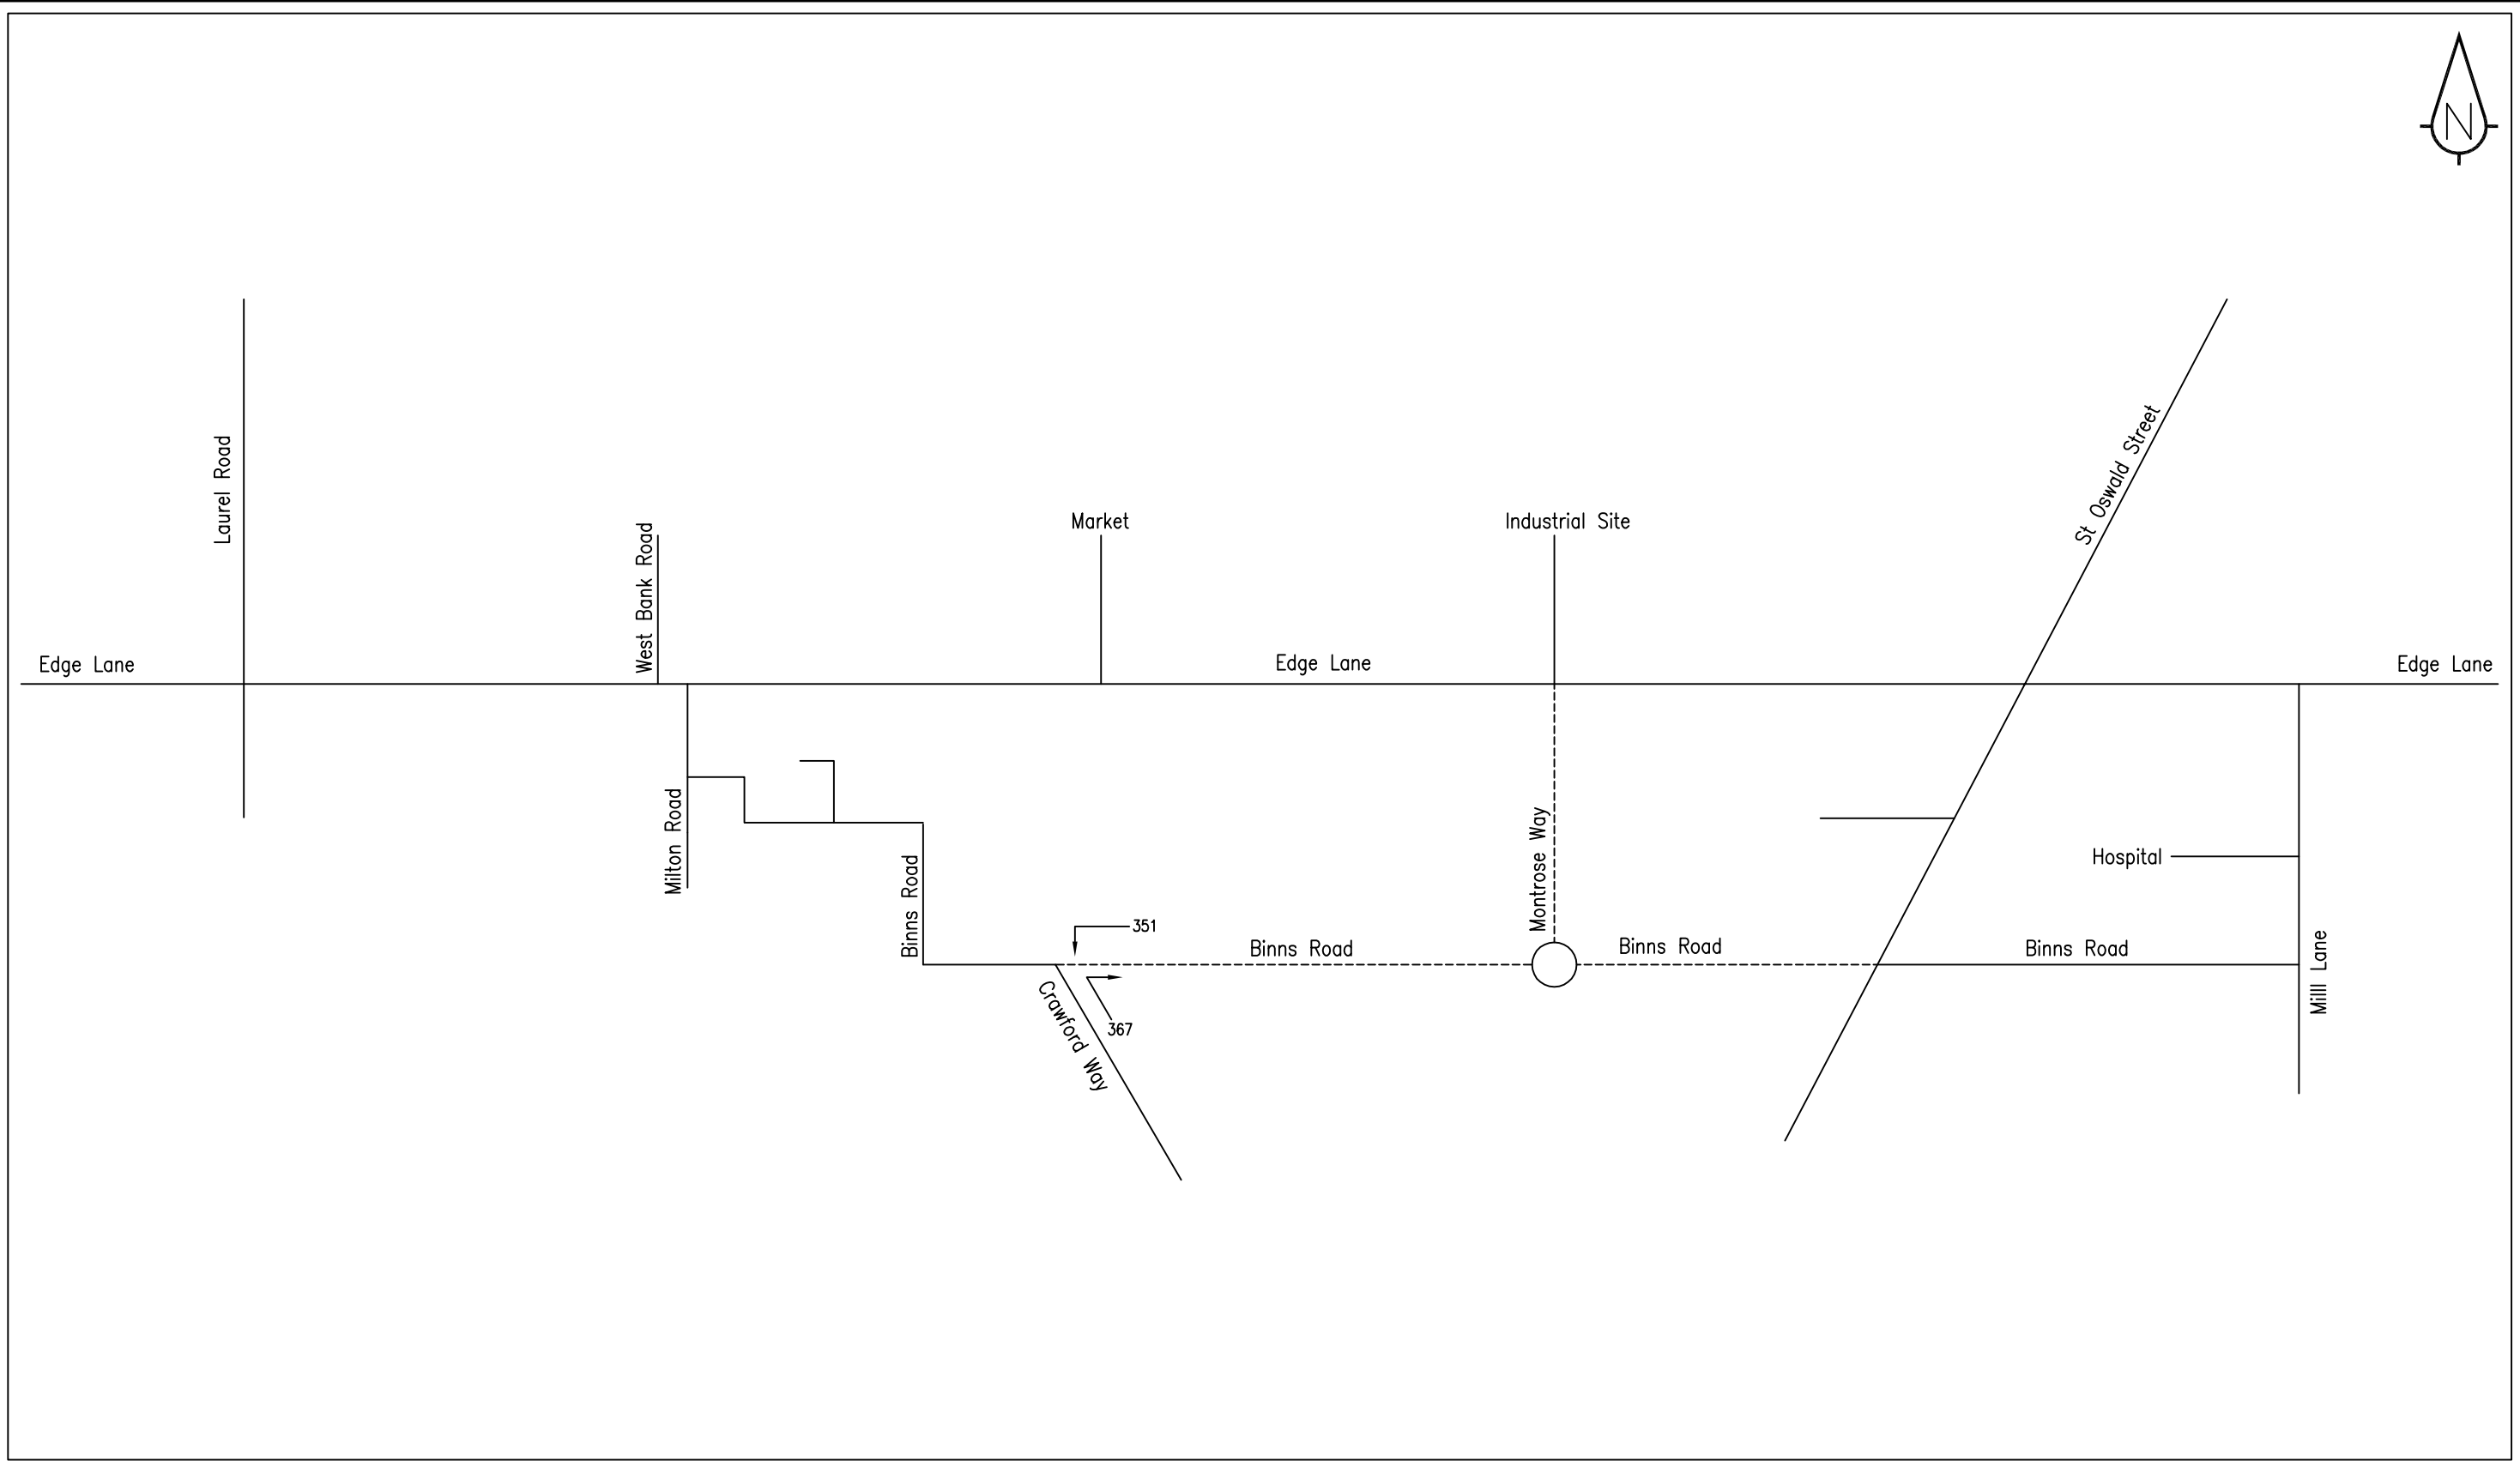 N
Laurel Road
St Oswald Street
West Bank Road
Market
Industrial Site
Edge Lane
Edge Lane
Edge Lane
Milton Road
Montrose Way
Hospital
Binns Road
351
Binns Road
Binns Road
Binns Road
Milll Lane
Crawford Way
367